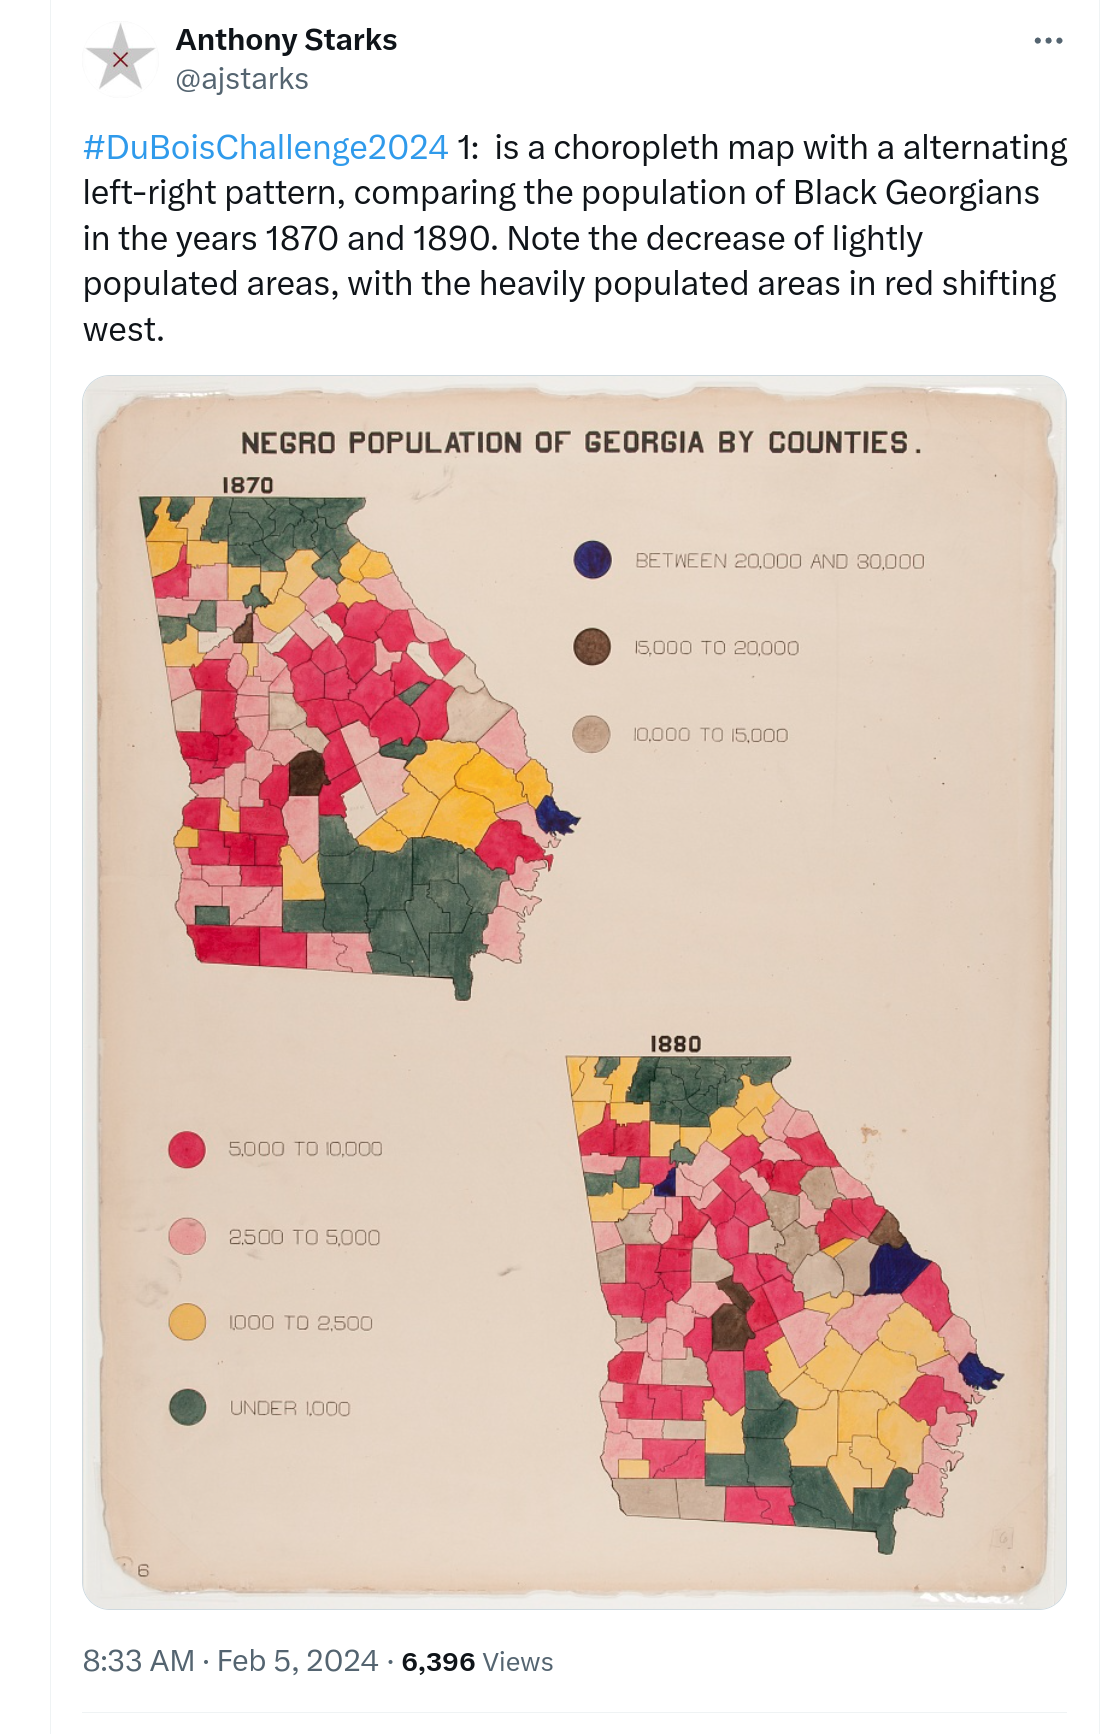 Anthony Starks
@ajstarks
#DuBoisChallenge2024 1:  is a choropleth map with a alternating
left-right pattern, comparing the population of Black Georgians
in the years 1870 and 1890. Note the decrease of lightly
populated areas, with the heavily populated areas in red shifting
west.
NEGRO POPULATION OF GEORGIA BY COUNTIES.
1870
BETWEEN 20,000 AND 30,000
15,000 TO 20,000
10,000 TO 15,000
1880
5,000 TO 10,000
2,500 TO 5,000
1,000 TO 2,500
UNDER 1,000
6
8:33 AM · Feb 5, 2024 · 6,396 Views